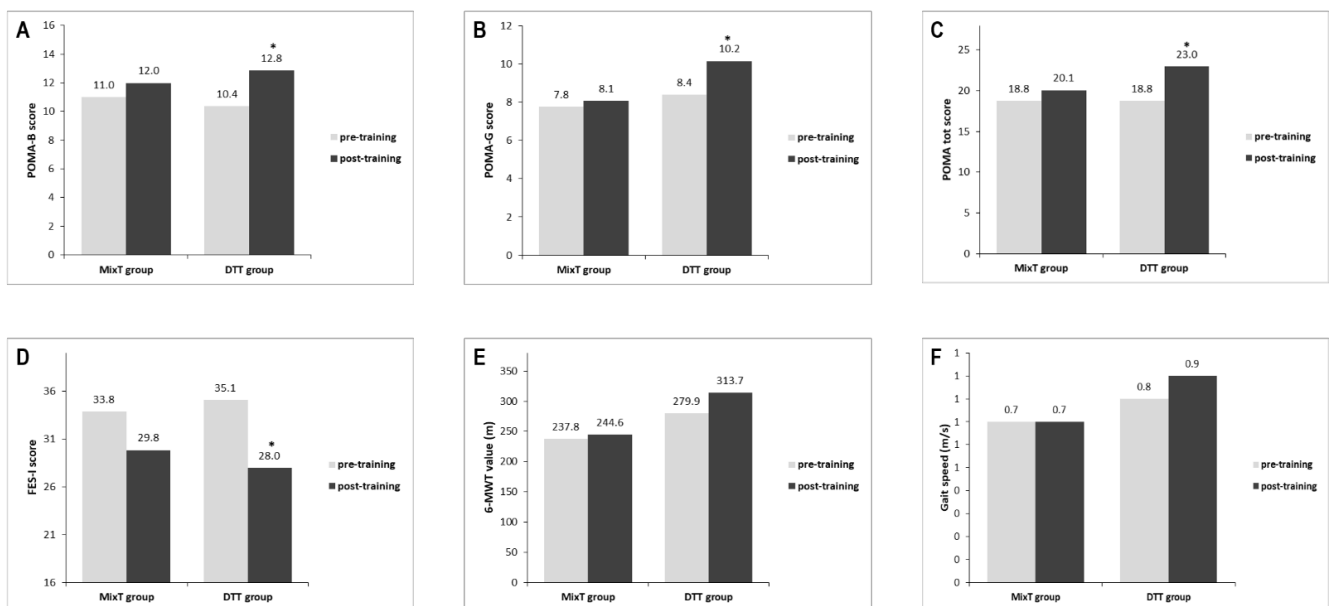 A
POMA-B score
16
14
12
10
8
6
4
2
0
11.0
12.0
10.4
*
12.8
MixT group
DTT group
pre-training
post-training
B
POMA-G score
12
10
8
6
4
2
0
7.8
8.1
8.4
*
10.2
MixT group
DTT group
pre-training
post-training
C
POMA tot score
25
20
15
10
5
0
18.8
20.1
18.8
*
23.0
MixT group
DTT group
pre-training
post-training
D
FES-I score
36
31
26
21
16
33.8
29.8
35.1
*
28.0
MixT group
DTT group
pre-training
post-training
E
6-MWT value (m)
350
300
250
200
150
100
50
0
237.8
244.6
279.9
313.7
MixT group
DTT group
pre-training
post-training
F
Gait speed (m/s)
1
1
1
1
1
1
0
0
0
0
0
0.7
0.7
0.8
0.9
MixT group
DTT group
pre-training
post-training